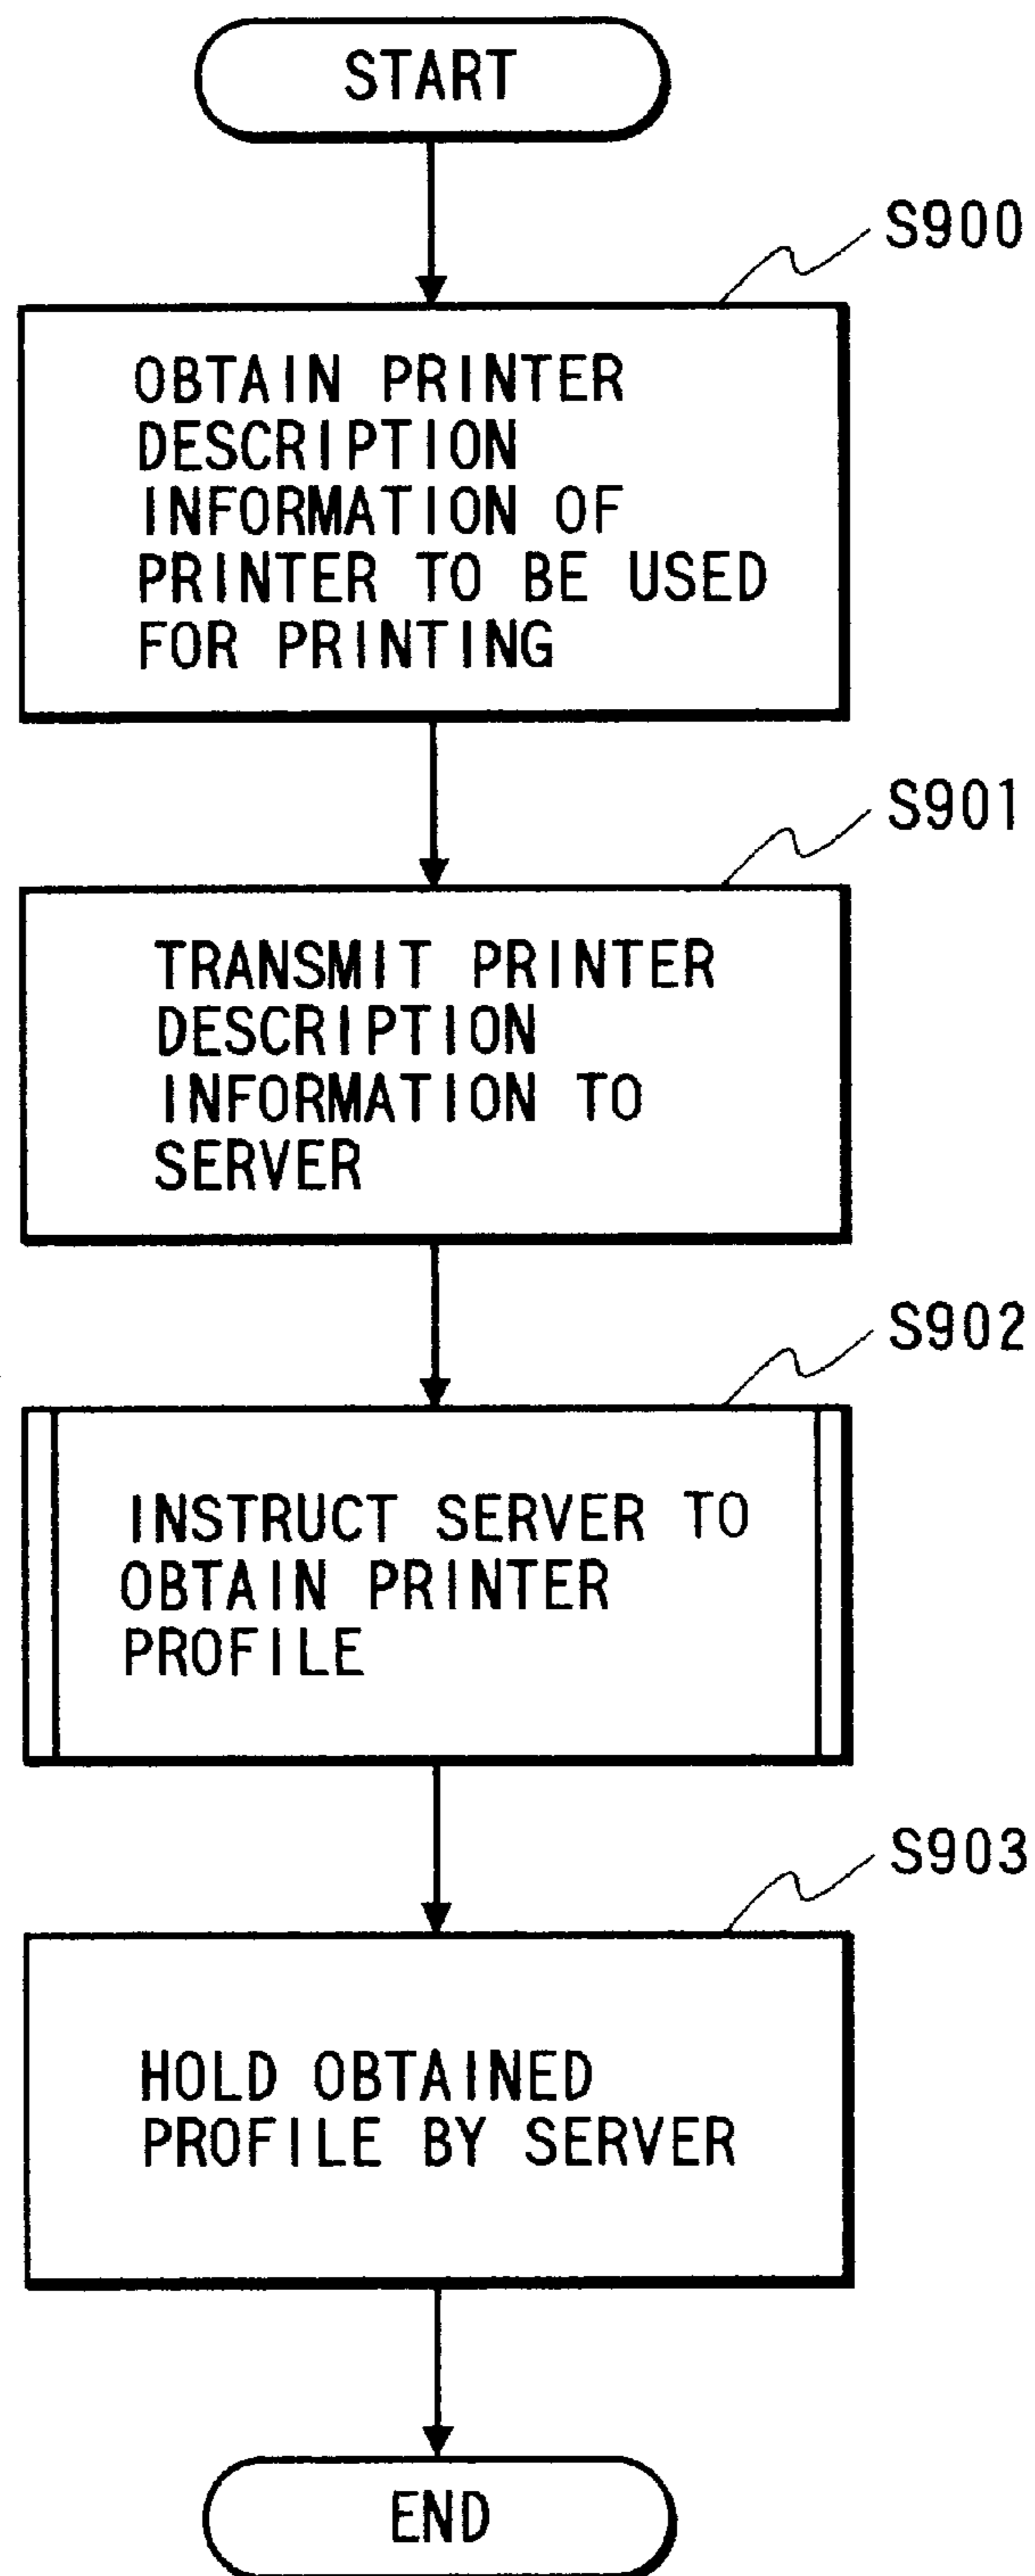 START
S900
OBTAIN PRINTER
DESCRIPTION
INFORMATION OF
PRINTER TO BE USED
FOR PRINTING
S901
TRANSMIT PRINTER
DESCRIPTION
INFORMATION TO
SERVER
S902
INSTRUCT SERVER TO
OBTAIN PRINTER
PROFILE
S903
HOLD OBTAINED
PROFILE BY SERVER
END